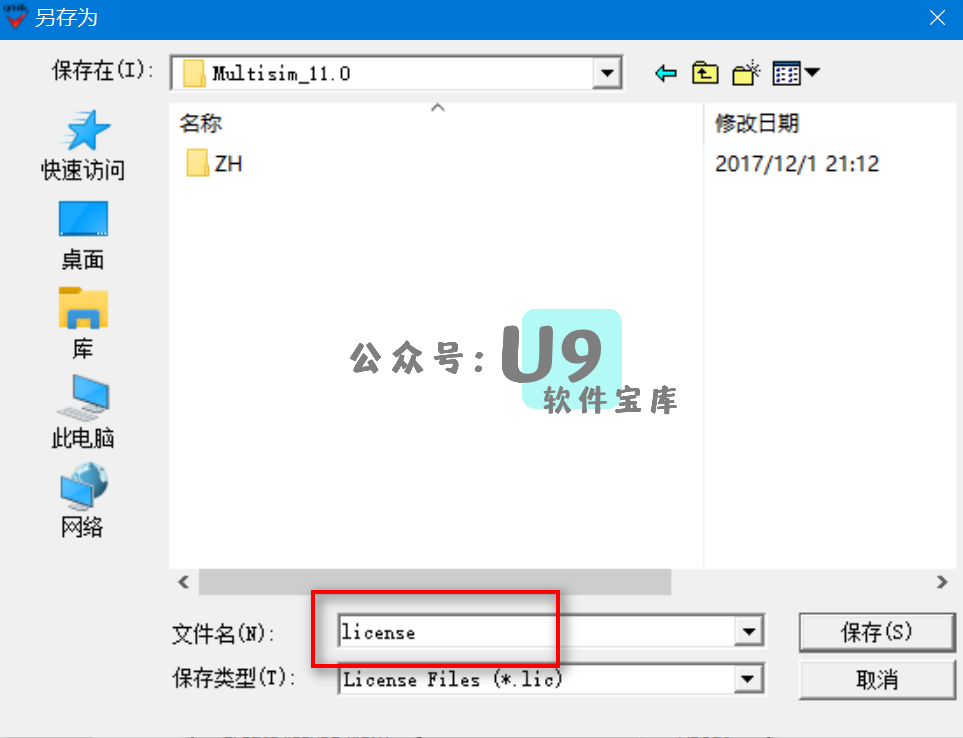 另存为
保存在(I):
Multisim_11.0
名称
修改日期
ZH
2017/12/1 21:12
快速访问
桌面
库
此电脑
网络
公众号:U9
软件宝库
文件名(N):
license
保存(S)
保存类型(T):
License Files (*.lic)
取消